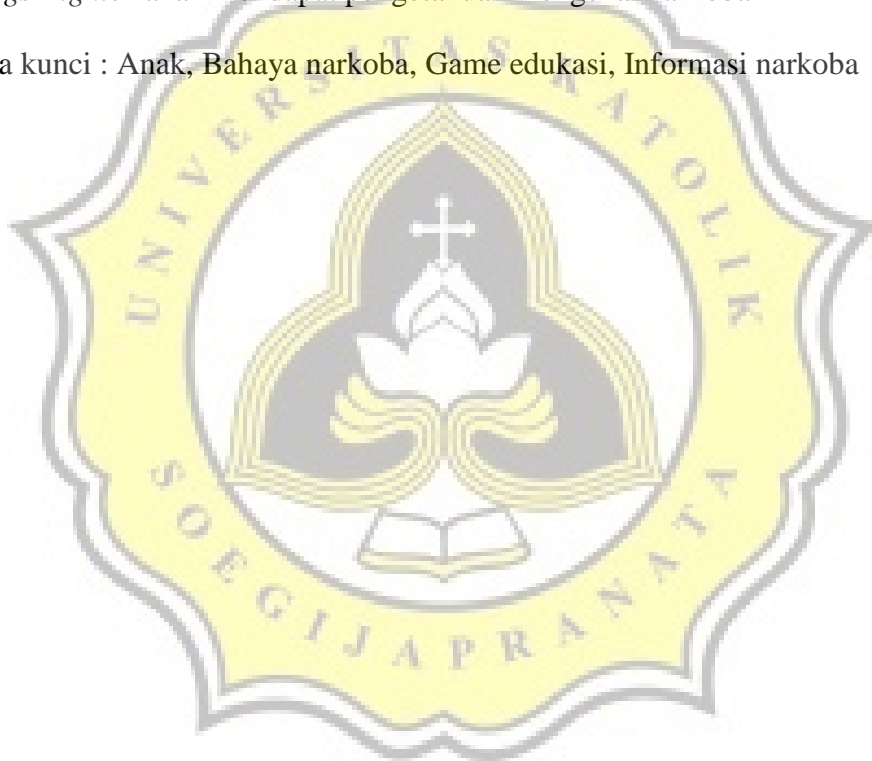 a kunci : Anak, Bahaya narkoba, Game edukasi, Informasi narkoba
UNIVERSITAS KATOLIK
SOEGIJAPRANATA